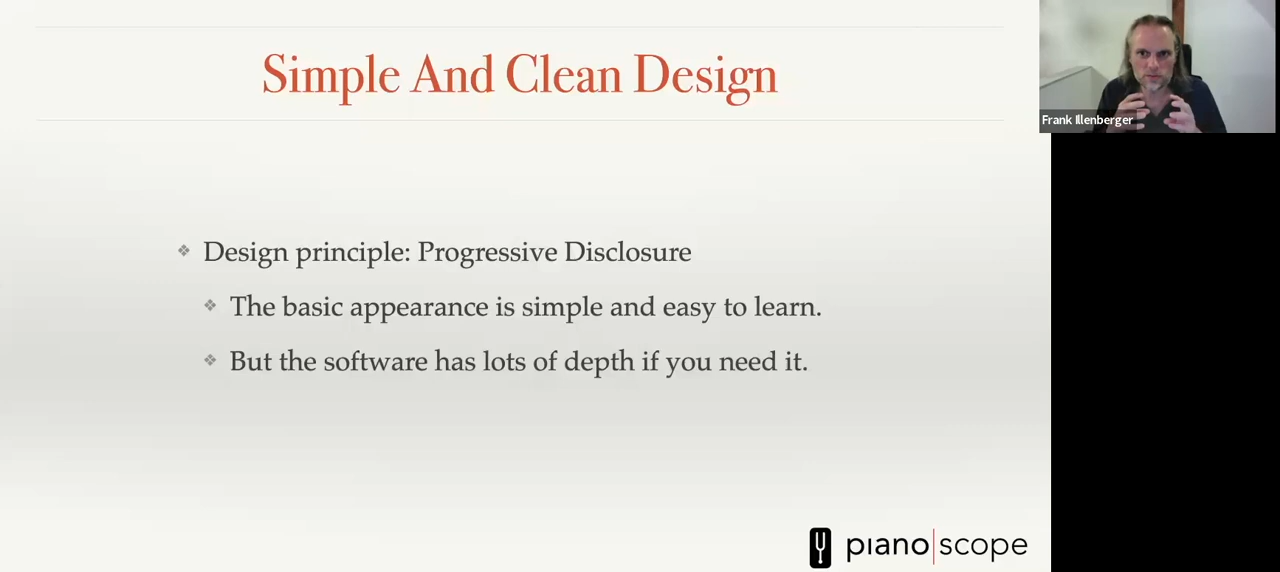 Simple And Clean Design
Frank Illenberger
Design principle: Progressive Disclosure
The basic appearance is simple and easy to learn.
But the software has lots of depth if you need it.
piano|scope